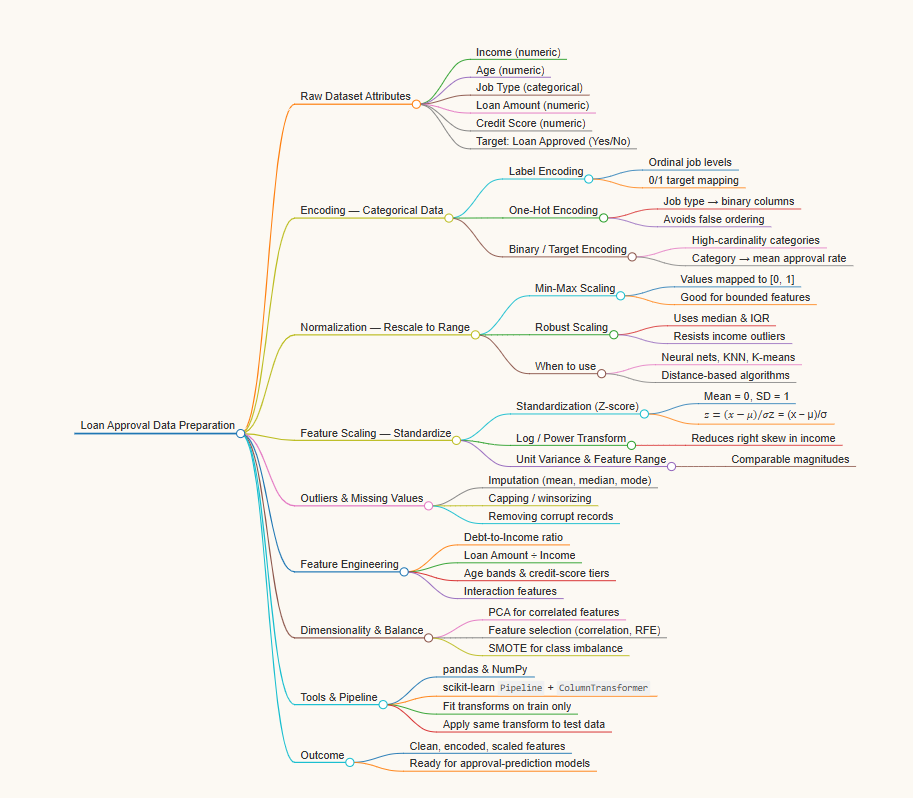 Loan Approval Data Preparation
Raw Dataset Attributes
Income (numeric)
Age (numeric)
Job Type (categorical)
Loan Amount (numeric)
Credit Score (numeric)
Target: Loan Approved (Yes/No)
Encoding — Categorical Data
Label Encoding
Ordinal job levels
0/1 target mapping
One-Hot Encoding
Job type → binary columns
Avoids false ordering
Binary / Target Encoding
High-cardinality categories
Category → mean approval rate
Normalization — Rescale to Range
Min-Max Scaling
Values mapped to [0, 1]
Good for bounded features
Robust Scaling
Uses median & IQR
Resists income outliers
When to use
Neural nets, KNN, K-means
Distance-based algorithms
Feature Scaling — Standardize
Standardization (Z-score)
Mean = 0, SD = 1
z = (x − μ)/σz = (x – μ)/σ
Log / Power Transform
Reduces right skew in income
Unit Variance & Feature Range
Comparable magnitudes
Outliers & Missing Values
Imputation (mean, median, mode)
Capping / winsorizing
Removing corrupt records
Feature Engineering
Debt-to-Income ratio
Loan Amount ÷ Income
Age bands & credit-score tiers
Interaction features
Dimensionality & Balance
PCA for correlated features
Feature selection (correlation, RFE)
SMOTE for class imbalance
Tools & Pipeline
pandas & NumPy
scikit-learn Pipeline + ColumnTransformer
Fit transforms on train only
Apply same transform to test data
Outcome
Clean, encoded, scaled features
Ready for approval-prediction models